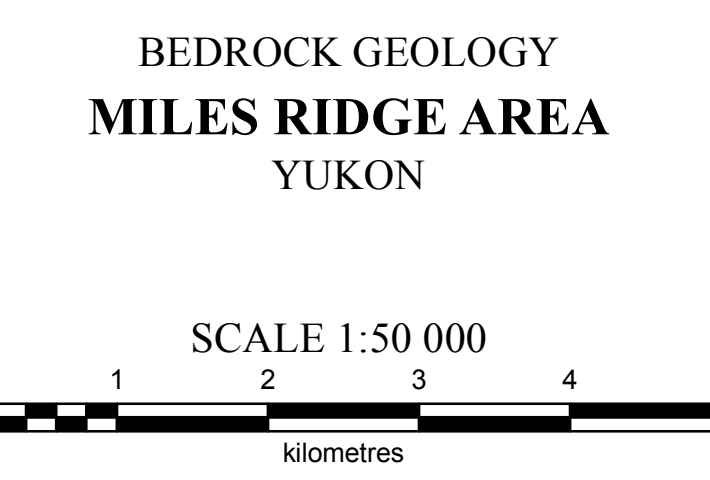 BEDROCK GEOLOGY
MILES RIDGE AREA
YUKON
SCALE 1:50 000
1 2 3 4
kilometres